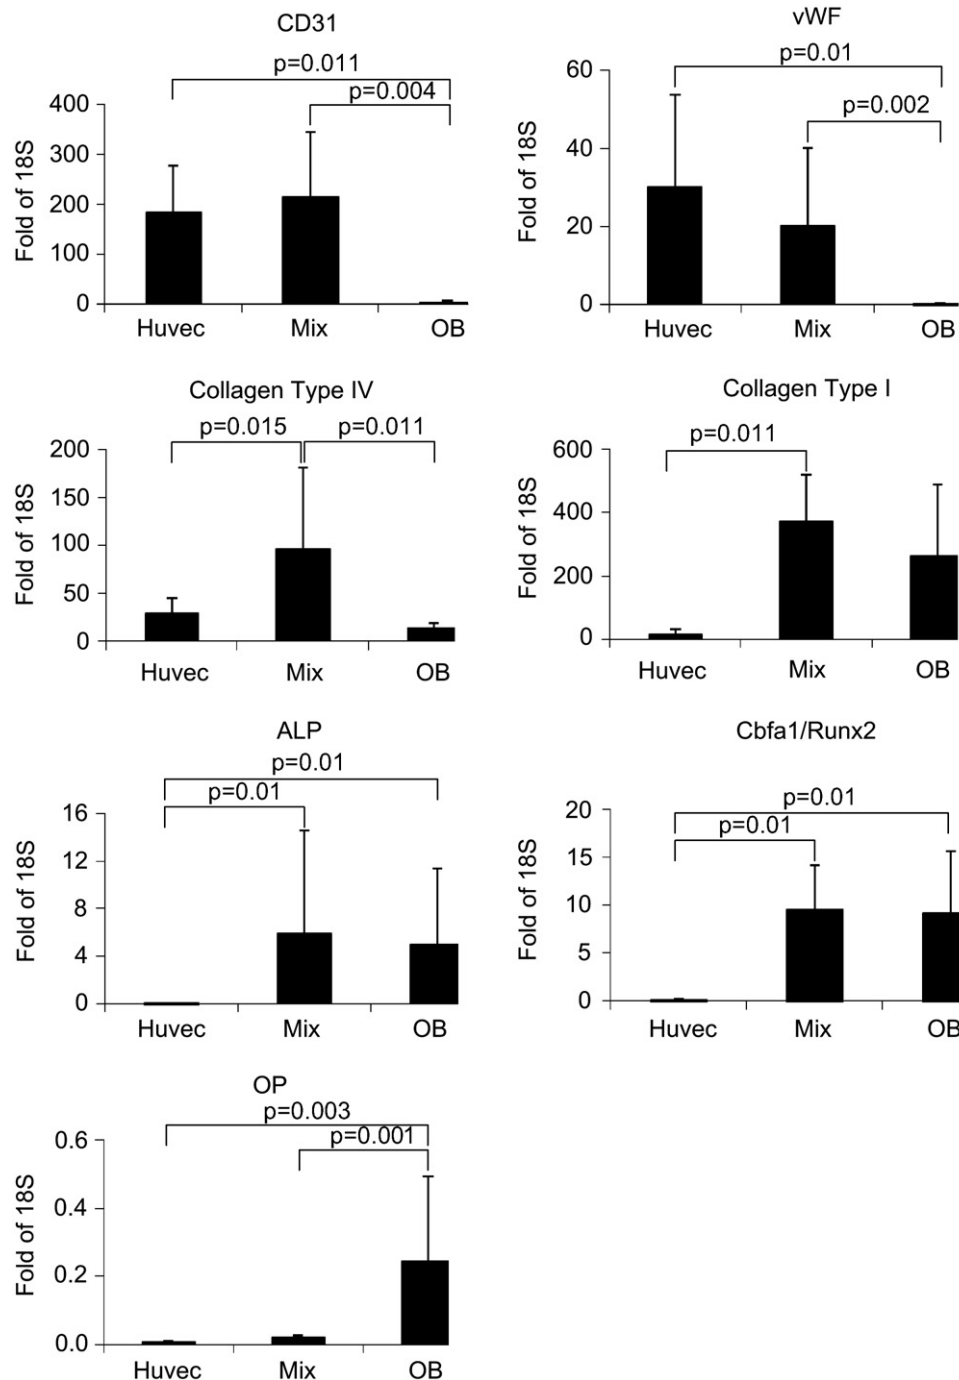 CD31
p=0.011
p=0.004
400
300
200
100
0
Fold of 18S
Huvec Mix OB
vWF
p=0.01
p=0.002
60
40
20
0
Fold of 18S
Huvec Mix OB
Collagen Type IV
p=0.015 p=0.011
200
150
100
50
0
Fold of 18S
Huvec Mix OB
Collagen Type I
p=0.011
600
400
200
0
Fold of 18S
Huvec Mix OB
ALP
p=0.01
p=0.01
16
12
8
4
0
Fold of 18S
Huvec Mix OB
Cbfa1/Runx2
p=0.01
p=0.01
20
15
10
5
0
Fold of 18S
Huvec Mix OB
OP
p=0.003
p=0.001
0.6
0.4
0.2
0.0
Fold of 18S
Huvec Mix OB